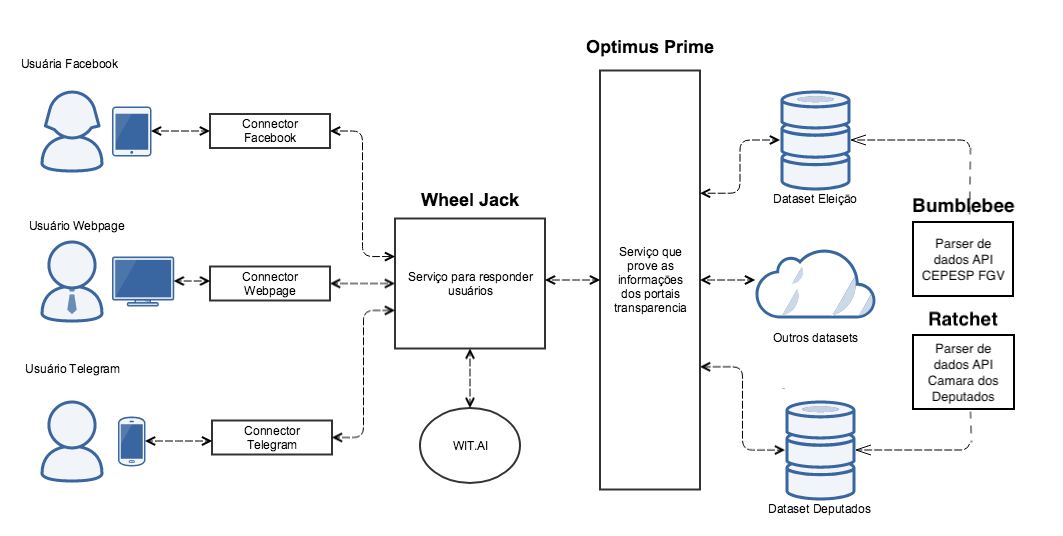 Usuária Facebook
Connector
Facebook
Usuário Webpage
Connector
Webpage
Usuário Telegram
Connector
Telegram
Wheel Jack
Serviço para responder
usuários
WIT.AI
Optimus Prime
Serviço que
prove as
informações
dos portais
transparencia
Dataset Eleição
Outros datasets
Dataset Deputados
Bumblebee
Parser de
dados API
CEPESP FGV
Ratchet
Parser de
dados API
Camara dos
Deputados